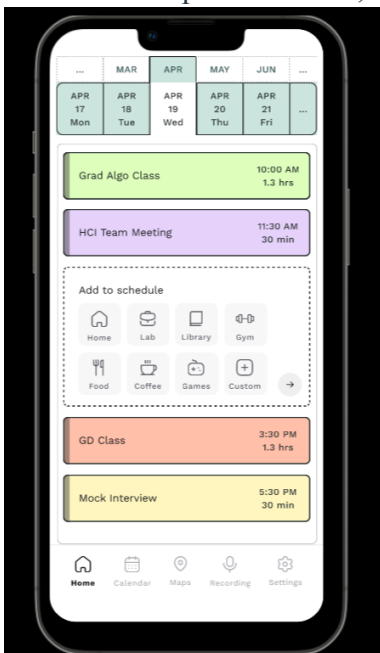 ... MAR APR MAY JUN ...
APR APR APR APR APR
17 18 19 20 21 ...
Mon Tue Wed Thu Fri
Grad Algo Class
10:00 AM
1.3 hrs
HCI Team Meeting
11:30 AM
30 min
Add to schedule
Home Lab Library Gym
Food Coffee Games Custom
GD Class
3:30 PM
1.3 hrs
Mock Interview
5:30 PM
30 min
Home Calendar Maps Recording Settings